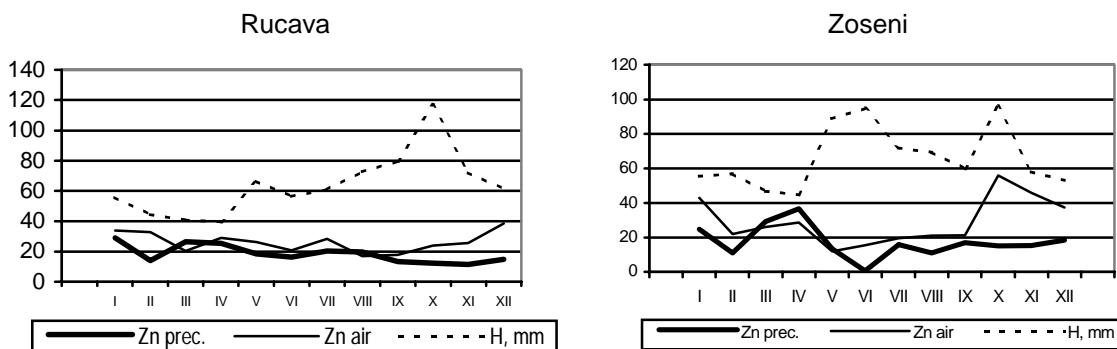 Rucava
140
120
100
80
60
40
20
0
I II III IV V VI VII VIII IX X XI XII
Zn prec. Zn air H, mm
Zoseni
120
100
80
60
40
20
0
I II III IV V VI VII VIII IX X XI XII
Zn prec. Zn air H, mm